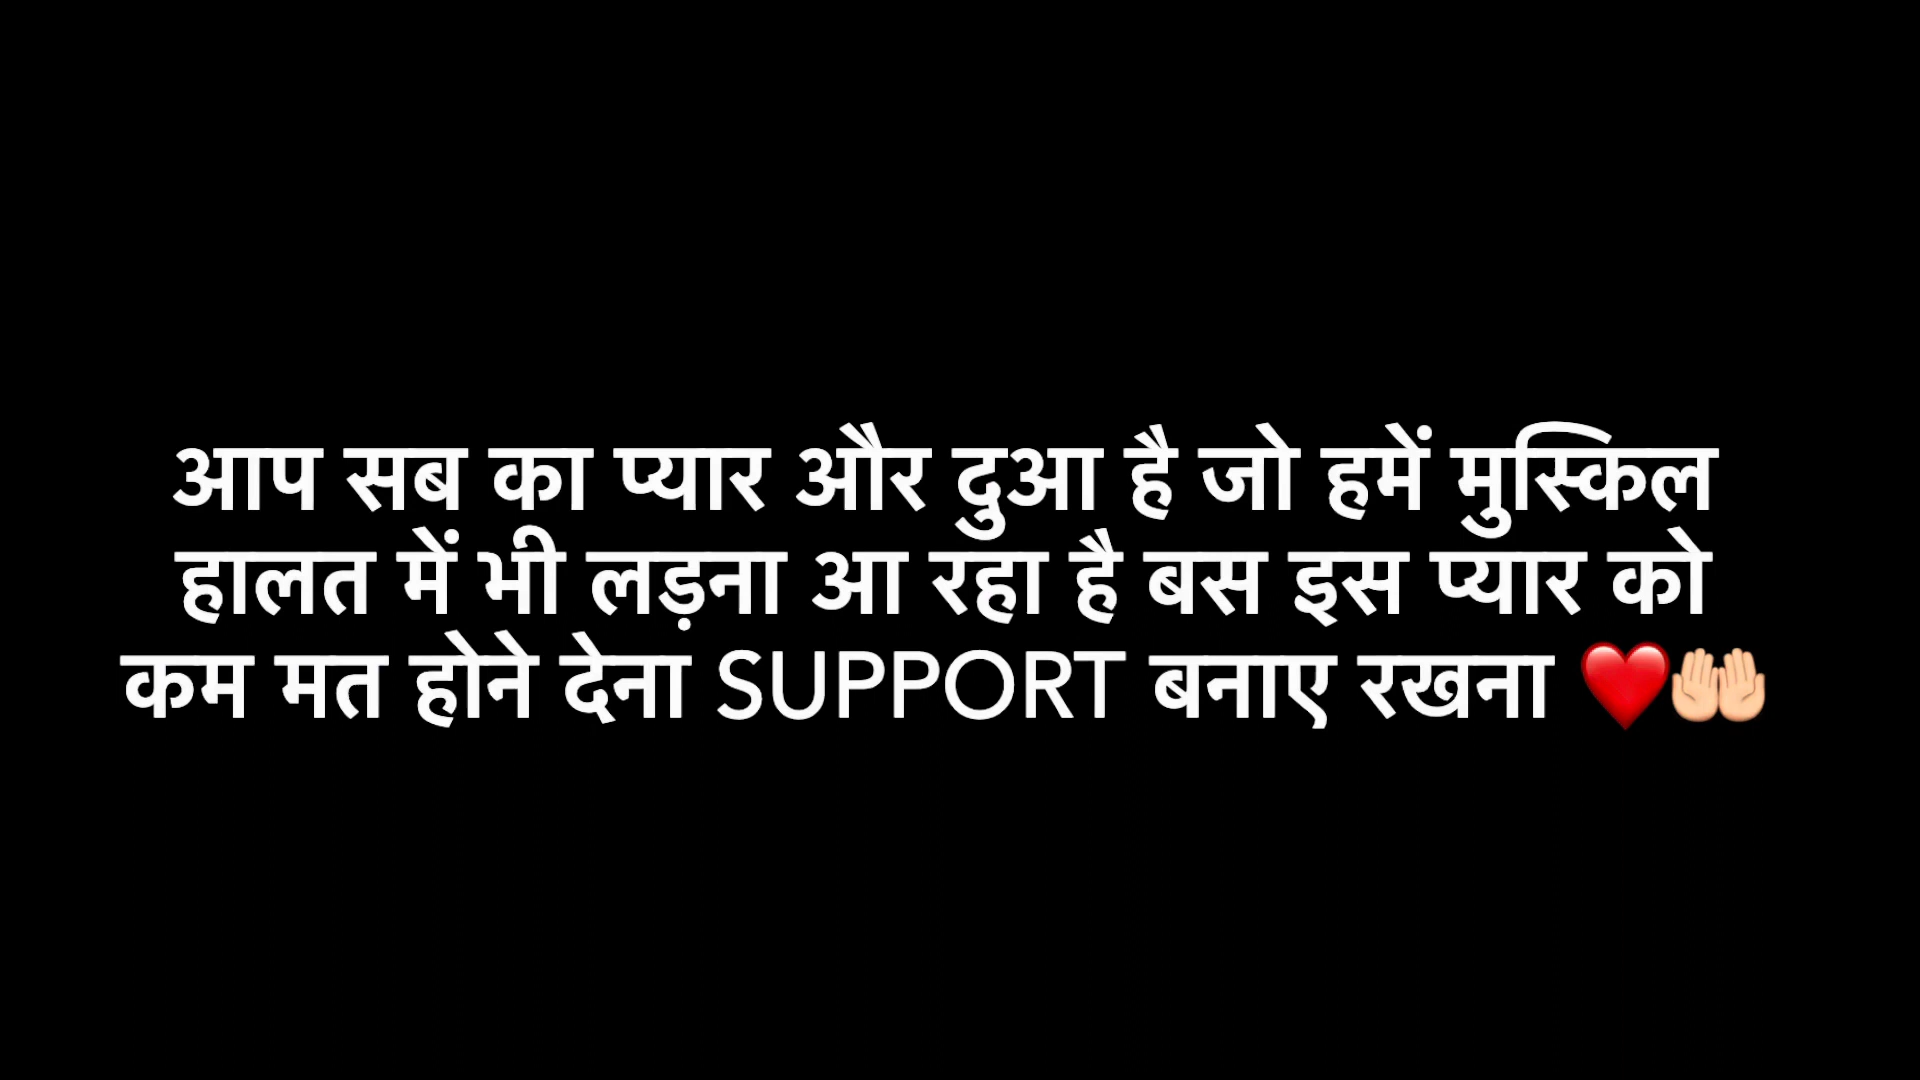 आप सब का प्यार और दुआ है जो हमें मुस्किल
हालत में भी लड़ना आ रहा है बस इस प्यार को
कम मत होने देना SUPPORT बनाए रखना ❤️🤲🏻